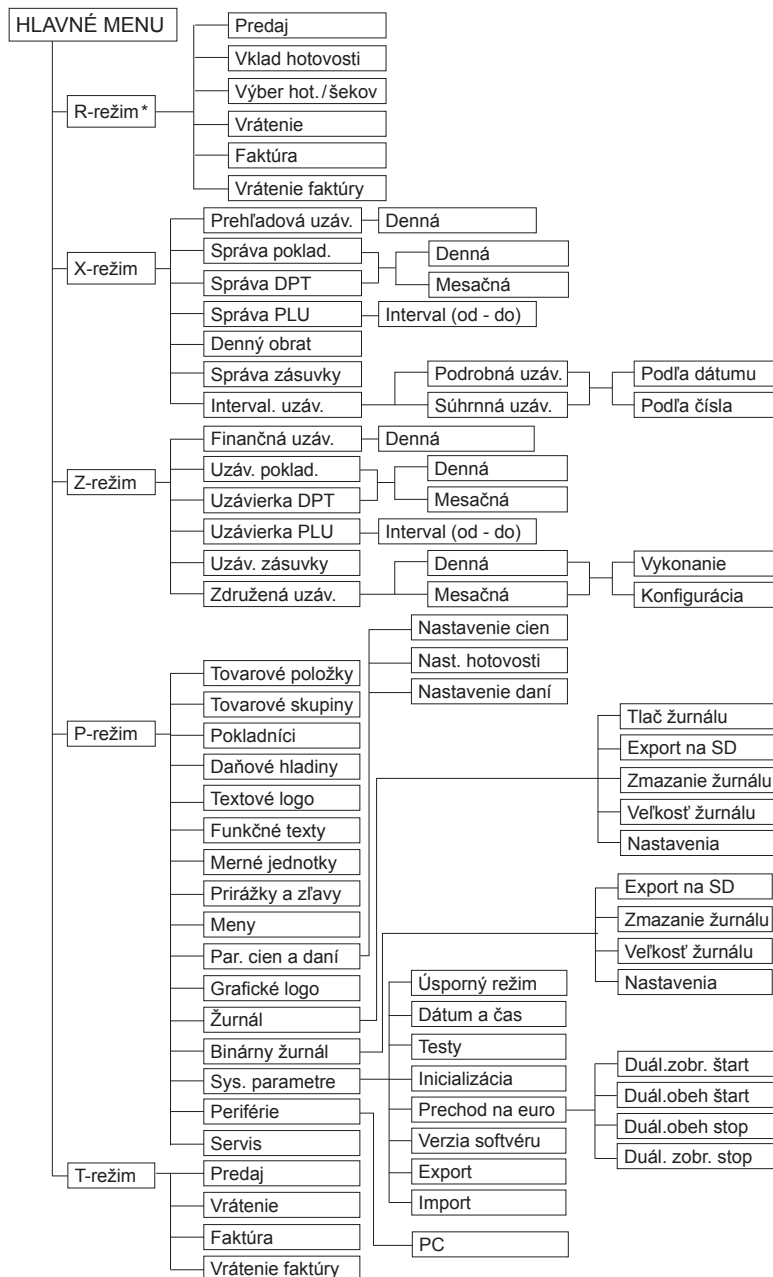 HLAVNÉ MENU
R-režim*
Predaj
Vklad hotovosti
Výber hot./šekov
Vrátenie
Faktúra
Vrátenie faktúry
X-režim
Prehľadová uzáv.
Denná
Správa poklad.
Správa DPT
Denná
Mesačná
Správa PLU
Interval (od - do)
Denný obrat
Správa zásuvky
Interval. uzáv.
Podrobná uzáv.
Súhrnná uzáv.
Podľa dátumu
Podľa čísla
Z-režim
Finančná uzáv.
Denná
Uzáv. poklad.
Uzávierka DPT
Denná
Mesačná
Uzávierka PLU
Interval (od - do)
Uzáv. zásuvky
Združená uzáv.
Denná
Mesačná
Vykonanie
Konfigurácia
P-režim
Tovarové položky
Tovarové skupiny
Pokladníci
Daňové hladiny
Textové logo
Funkčné texty
Merné jednotky
Prirážky a zľavy
Meny
Par. cien a daní
Nastavenie cien
Nast. hotovosti
Nastavenie daní
Grafické logo
Žurnál
Tlač žurnálu
Export na SD
Zmazanie žurnálu
Veľkosť žurnálu
Nastavenia
Binárny žurnál
Export na SD
Zmazanie žurnálu
Veľkosť žurnálu
Nastavenia
Sys. parametre
Úsporný režim
Dátum a čas
Testy
Inicializácia
Prechod na euro
Duál.zobr. štart
Duál.obeh štart
Duál.obeh stop
Duál. zobr. stop
Verzia softvéru
Export
Import
Periférie
PC
Servis
T-režim
Predaj
Vrátenie
Faktúra
Vrátenie faktúry